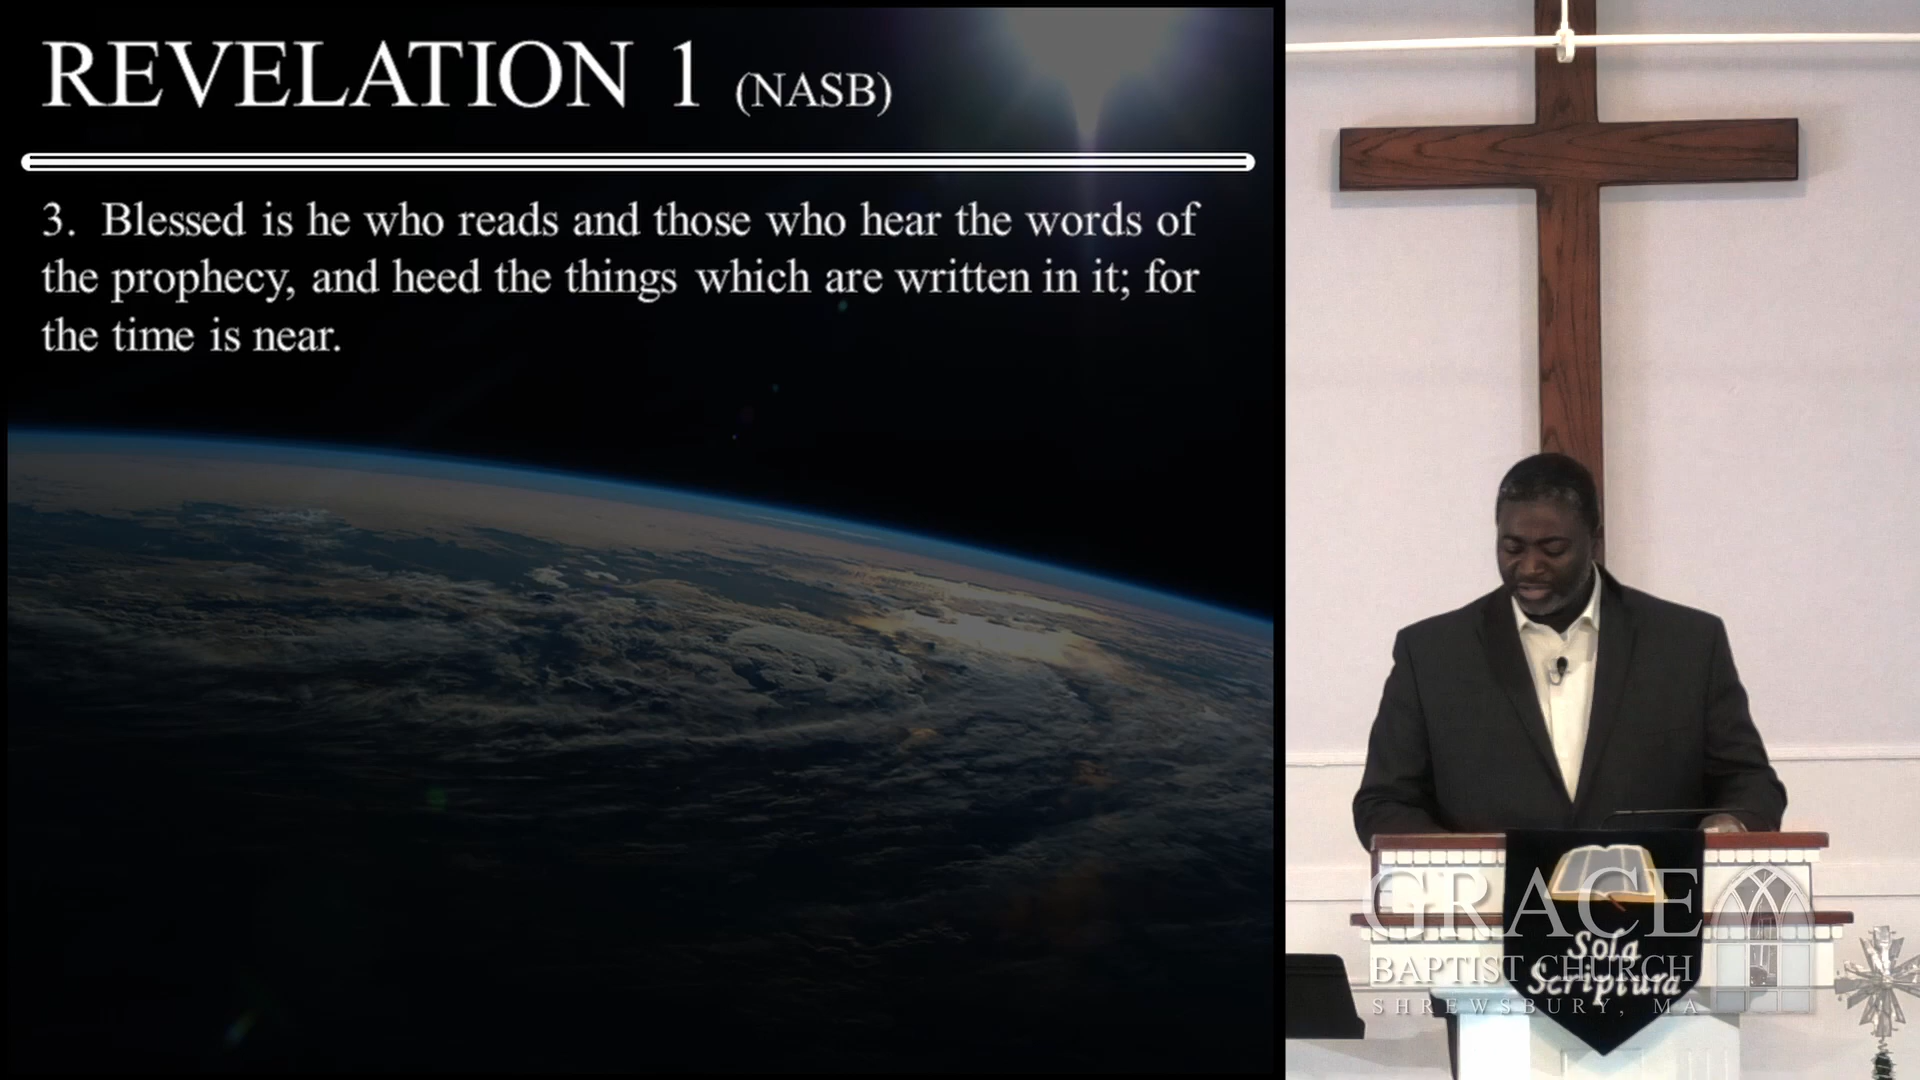 REVELATION 1 (NASB)
3. Blessed is he who reads and those who hear the words of
the prophecy, and heed the things which are written in it; for
the time is near.
GRACE
BAPTIST CHURCH
SHREWSBURY, MA
Sola
Scriptura